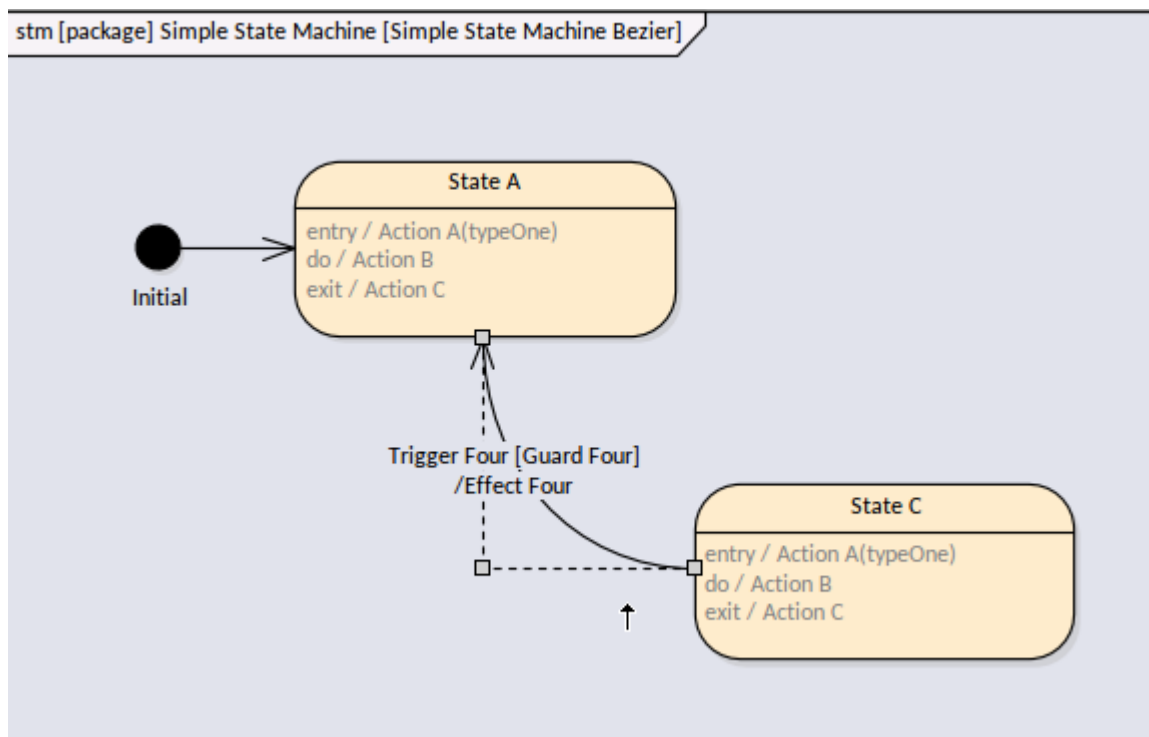 stm [package] Simple State Machine [Simple State Machine Bezier]
State A
entry / Action A(typeOne)
do / Action B
exit / Action C
Initial
Trigger Four [Guard Four]
/Effect Four
State C
entry / Action A(typeOne)
do / Action B
exit / Action C